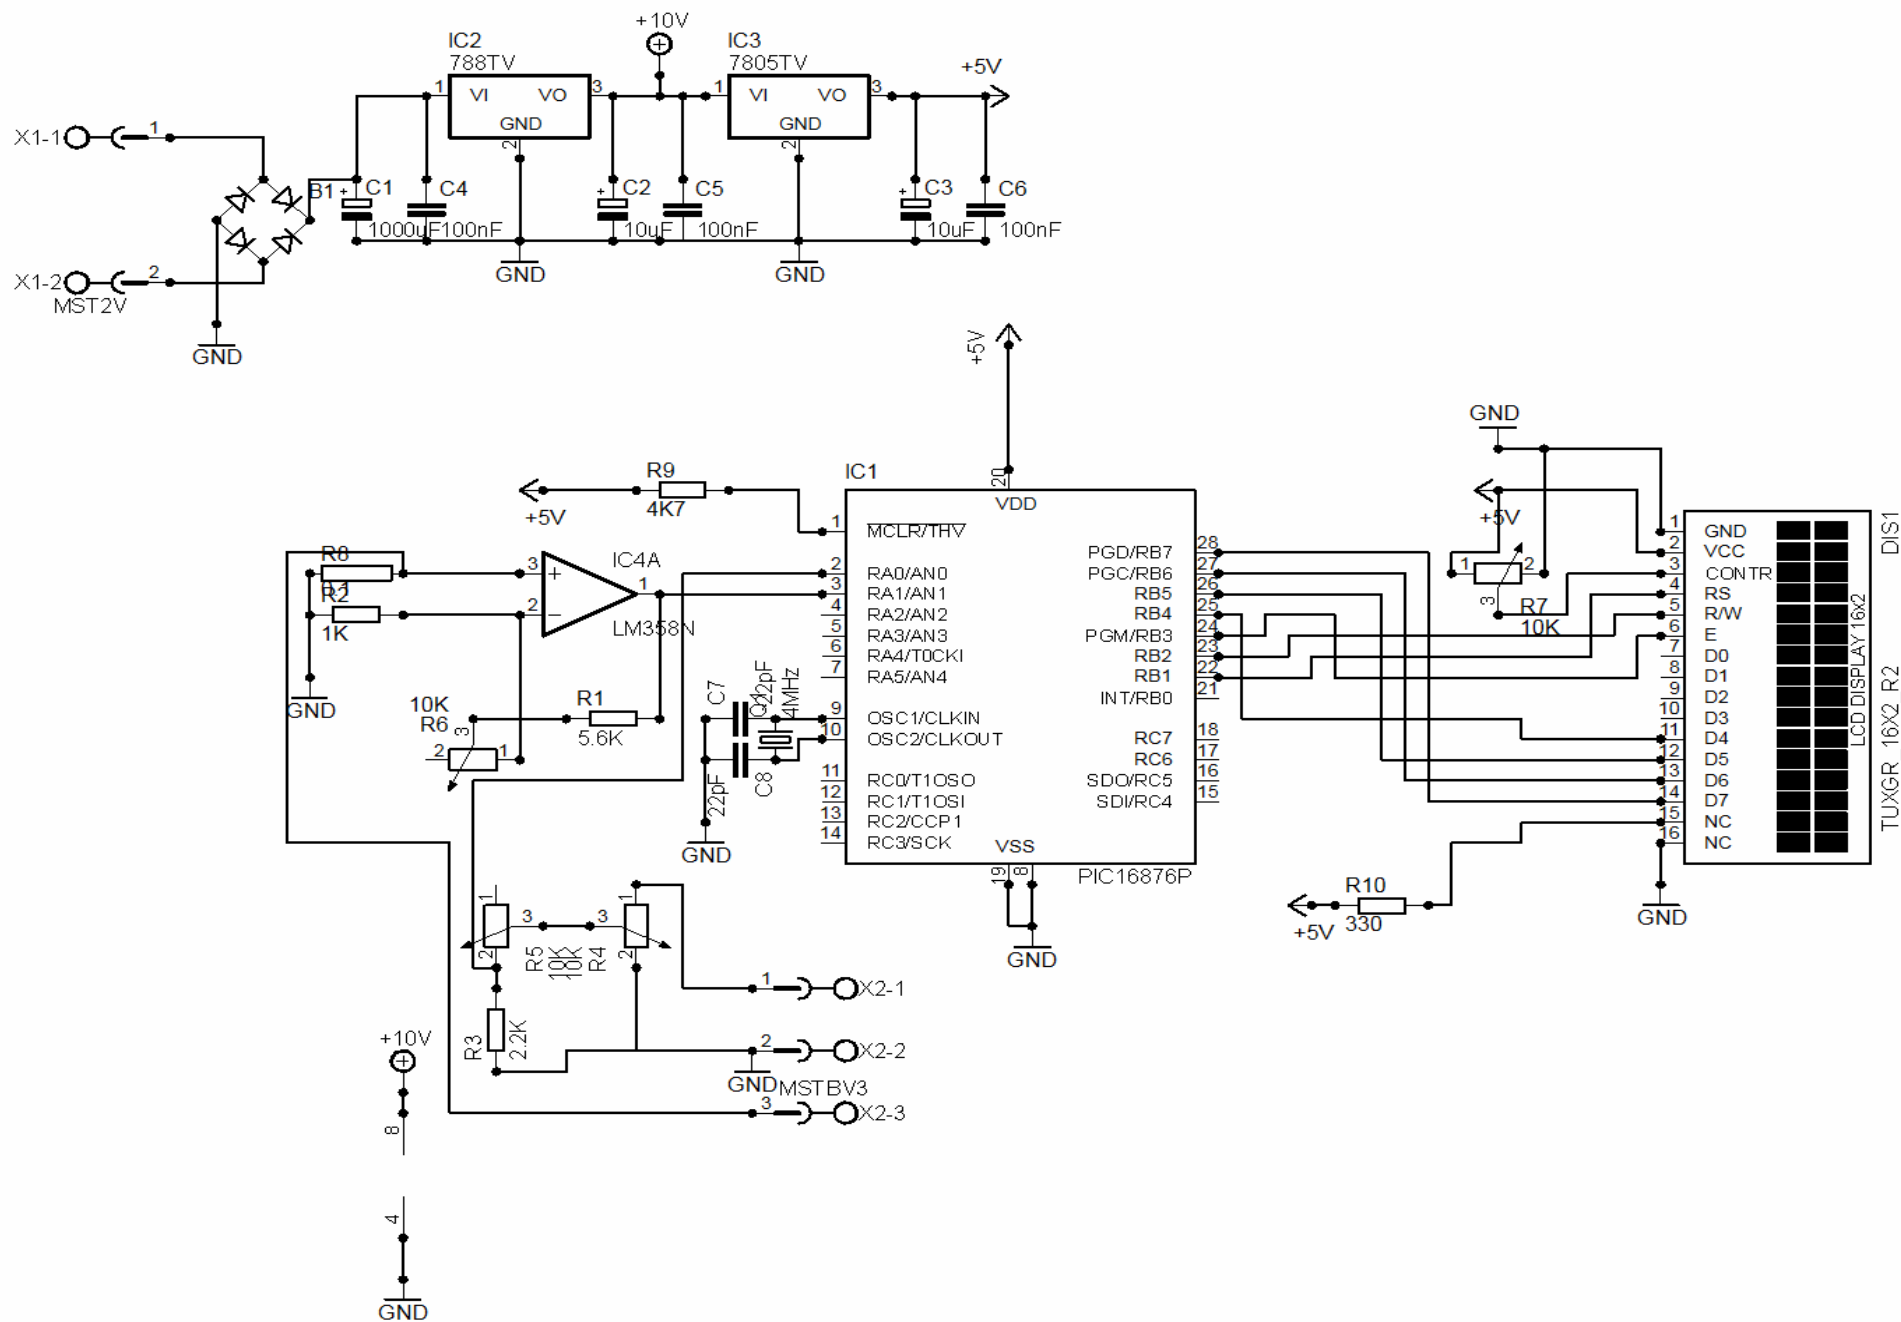 +10V
IC2
788TV
1
VI
VO
3
GND
2
IC3
7805TV
1
VI
VO
3
GND
2
+5V
X1-1
1
B1
+
C1
1000uF
C4
100nF
+
C2
10uF
C5
100nF
+
C3
10uF
C6
100nF
GND
GND
X1-2
2
MST2V
GND
+5V
GND
R9
4K7
+5V
IC1
20
VDD
1
MCLR/THV
2
RA0/AN0
3
RA1/AN1
4
RA2/AN2
5
RA3/AN3
6
RA4/T0CKI
7
RA5/AN4
9
OSC1/CLKIN
10
OSC2/CLKOUT
11
RC0/T1OSO
12
RC1/T1OSI
13
RC2/CCP1
14
RC3/SCK
PGD/RB7
28
PGC/RB6
27
RB5
26
RB4
25
PGM/RB3
24
RB2
23
RB1
22
INT/RB0
21
RC7
18
RC6
17
SDO/RC5
16
SDI/RC4
15
VSS
19
8
PIC16876P
GND
R8
0.1
R2
1K
GND
3
+
2
−
1
IC4A
LM358N
10K
R6
3
2
1
R1
5.6K
C7
22pF
Q1
4MHz
22pF
C8
GND
+5V
1
2
3
R7
10K
1
GND
2
VCC
3
CONTR
4
RS
5
R/W
6
E
7
D0
8
D1
9
D2
10
D3
11
D4
12
D5
13
D6
14
D7
15
NC
16
NC
LCD DISPLAY 16x2
DIS1
TUXGR_16X2_R2
R10
330
+5V
GND
1
3
2
R5
10K
10K
R4
3
1
2
R3
2.2K
1
X2-1
2
X2-2
GND
MSTBV3
3
X2-3
+10V
8
4
GND